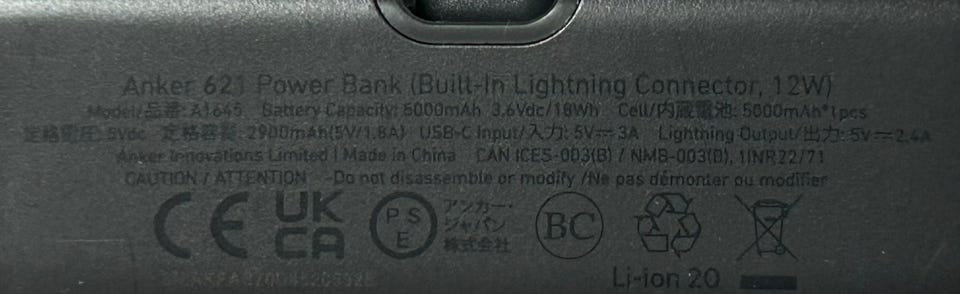 Anker 621 Power Bank (Built-In Lightning Connector, 12W)
Model/品番: A1645 Battery Capacity: 5000mAh 3.6Vdc/18Wh Cell/内蔵電池: 5000mAh*1pcs
定格電圧: 5Vdc 定格容量: 2900mAh(5V/1.8A) USB-C Input/入力: 5V⎓3A Lightning Output/出力: 5V⎓2.4A
Anker Innovations Limited | Made in China CAN ICES-003(B) / NMB-003(B), 1INR22/71
CAUTION / ATTENTION -Do not disassemble or modify /Ne pas démonter ou modifier
CE UK CA PSE アンカー・ジャパン株式会社 BC
Li-ion 20